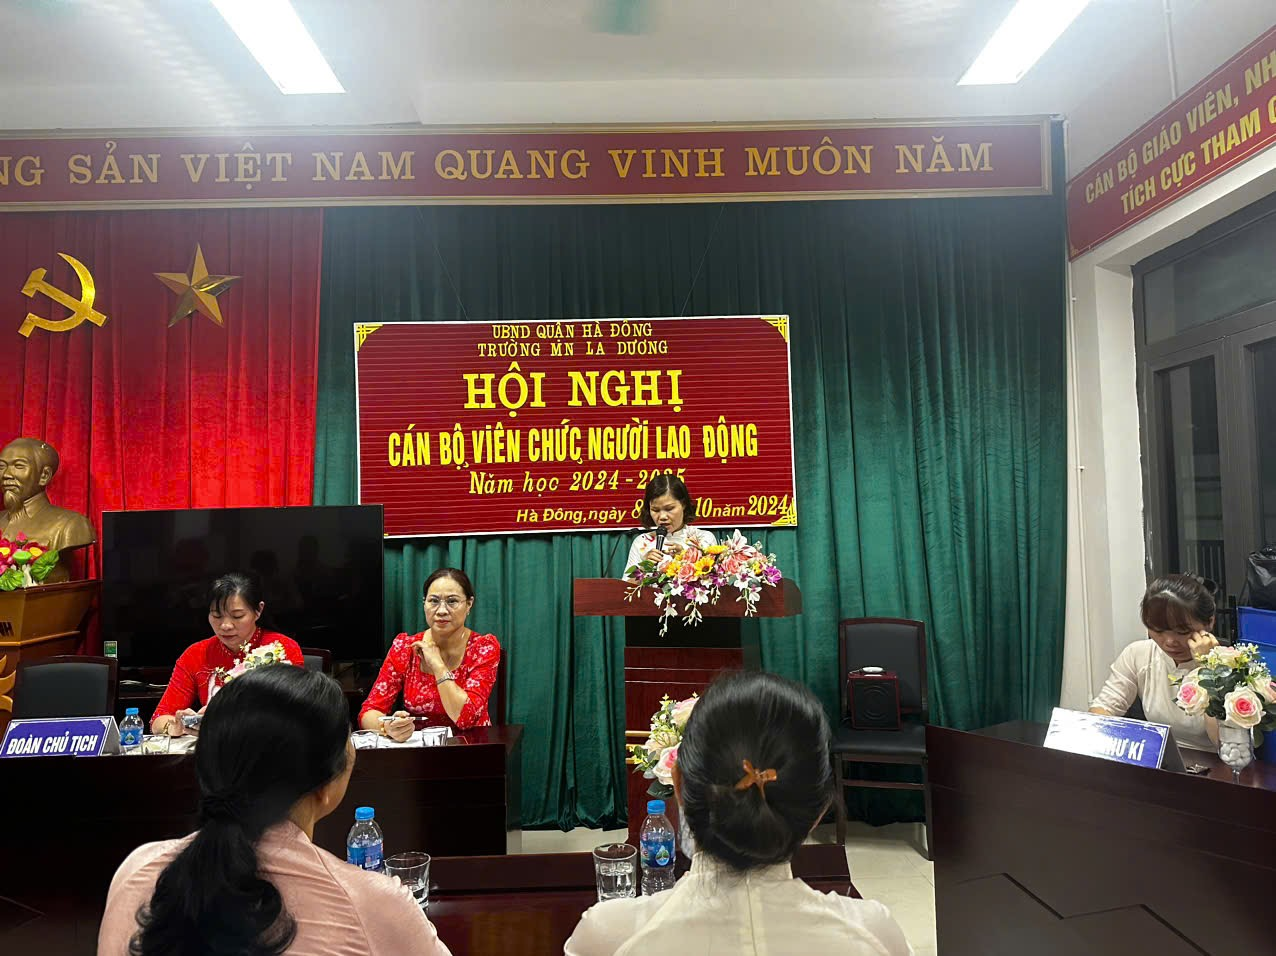 NG SẢN VIỆT NAM QUANG VINH MUÔN NĂM
CÁN BỘ GIÁO VIÊN, NH
TÍCH CỰC THAM G
UBND QUẬN HÀ ĐÔNG
TRƯỜNG MN LA DƯƠNG
HỘI NGHỊ
CÁN BỘ, VIÊN CHỨC, NGƯỜI LAO ĐỘNG
Năm học 2024 - 2025
Hà Đông, ngày 8 10 năm 2024
ĐOÀN CHỦ TỊCH
HƯ KÍ